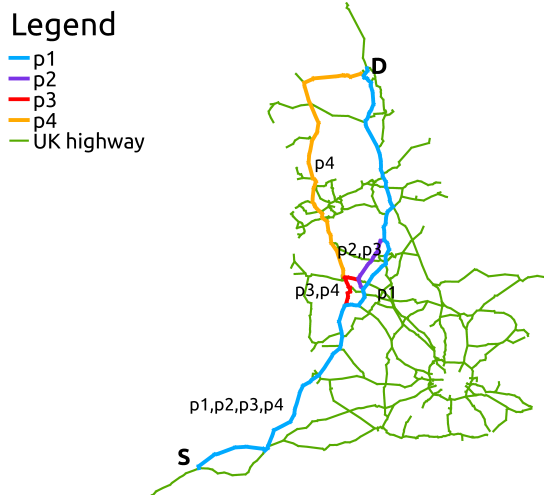 Legend
p1
p2
p3
p4
UK highway
D
p4
p2,p3
p3,p4
p1
p1,p2,p3,p4
S